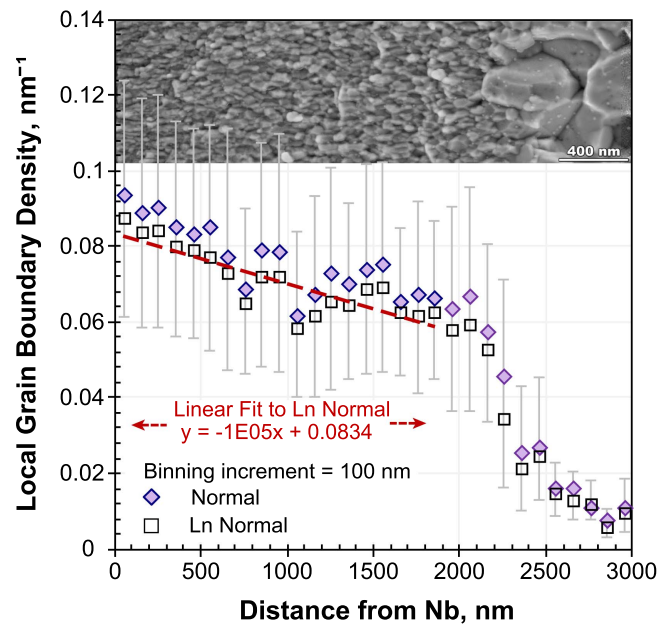 0.14
0.12
0.1
0.08
0.06
0.04
0.02
0
Local Grain Boundary Density, nm⁻¹
400 nm
Linear Fit to Ln Normal
y = -1E05x + 0.0834
Binning increment = 100 nm
Normal
Ln Normal
0 500 1000 1500 2000 2500 3000
Distance from Nb, nm